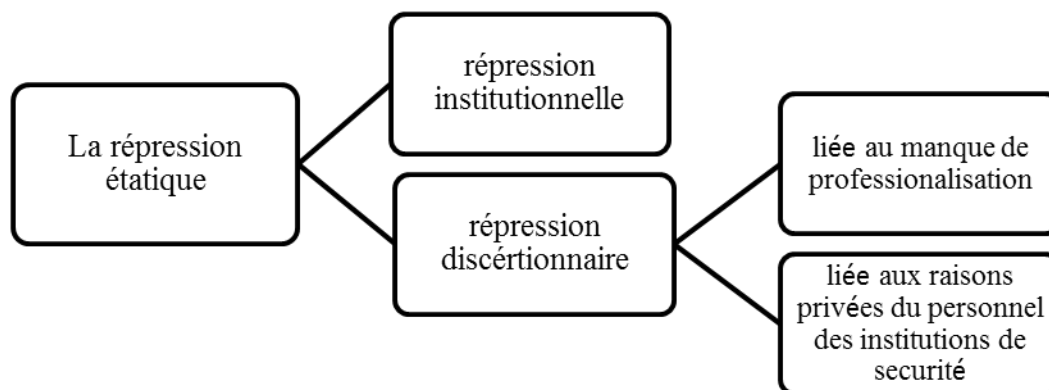 La répression
étatique
répression
institutionnelle
répression
discértionnaire
liée au manque de
professionalisation
liée aux raisons
privées du personnel
des institutions de
securité